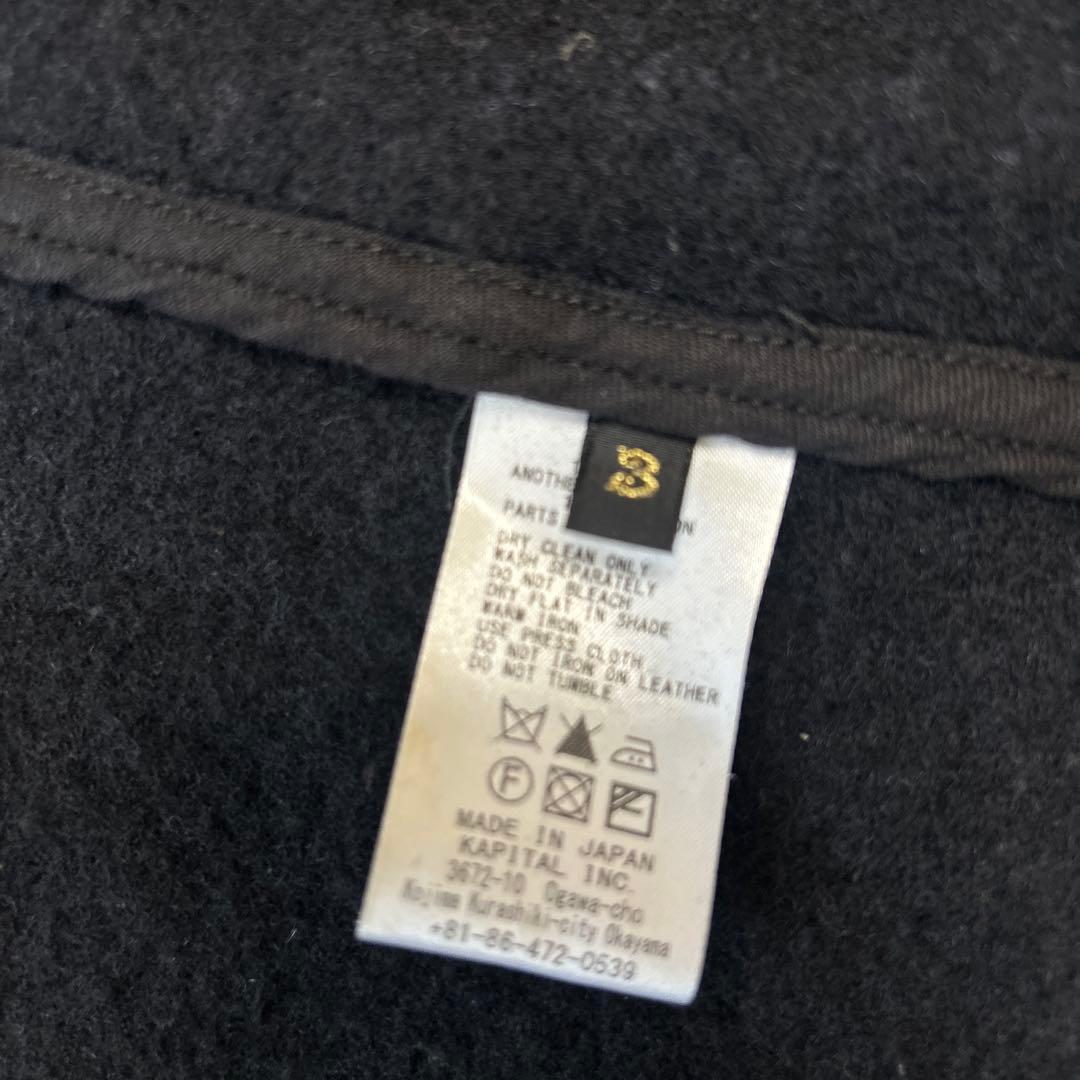 3
PARTS
DRY CLEAN ONLY
WASH SEPARATELY
DO NOT BLEACH
DRY FLAT IN SHADE
WARM IRON
USE PRESS CLOTH
DO NOT IRON ON LEATHER
DO NOT TUMBLE
F
MADE IN JAPAN
KAPITAL INC.
3672-10 Ogawa-cho
Kojima Kurashiki-city Okayama
+81-86-472-0539